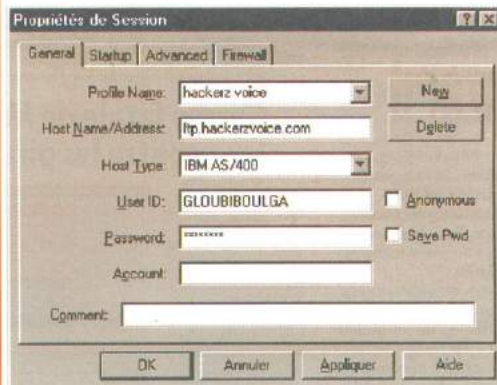 Propriétés de Session
General Startup Advanced Firewall
Profile Name: hackerz voice New
Host Name/Address: ftp.hackerzvoice.com Delete
Host Type: IBM AS/400
User ID: GLOUBIBOULGA Anonymous
Password: ******** Save Pwd
Account:
Comment:
OK Annuler Appliquer Aide